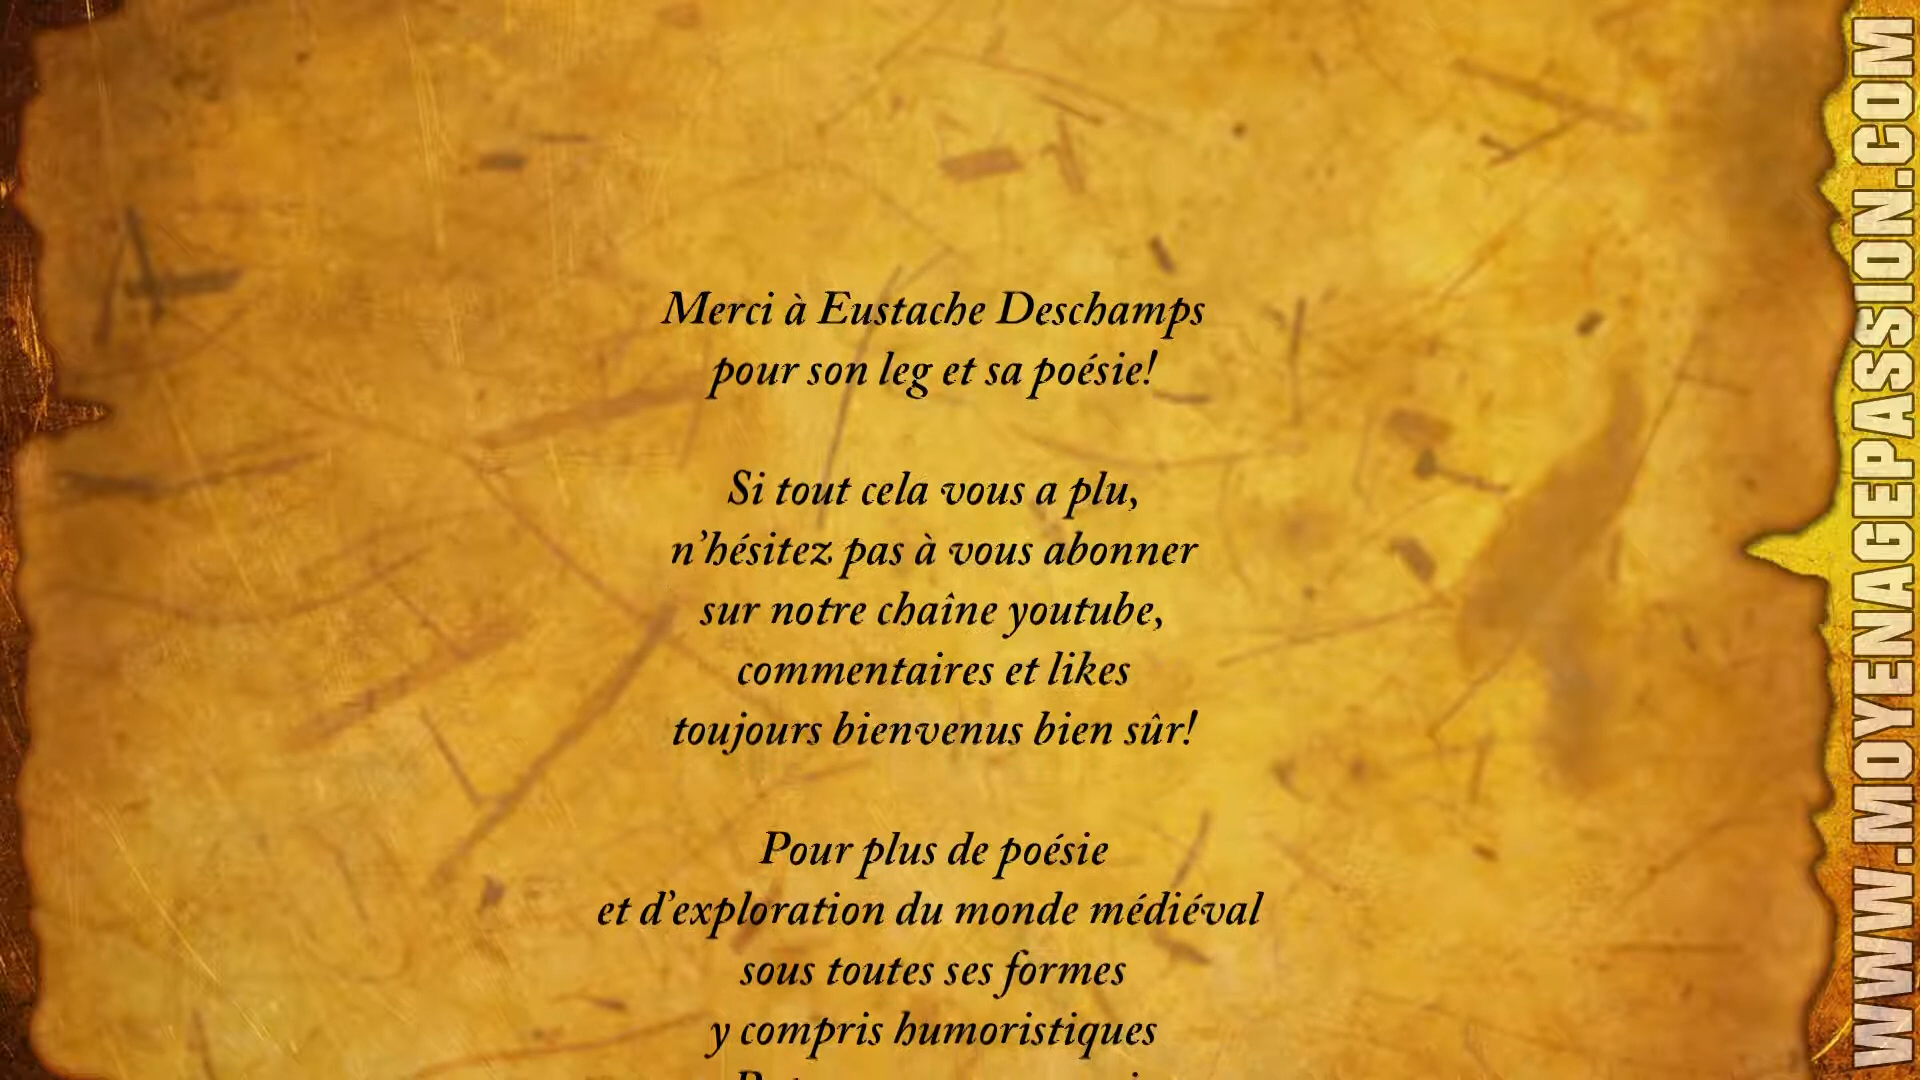 Merci à Eustache Deschamps
pour son leg et sa poésie!
Si tout cela vous a plu,
n'hésitez pas à vous abonner
sur notre chaîne youtube,
commentaires et likes
toujours bienvenus bien sûr!
Pour plus de poésie
et d'exploration du monde médiéval
sous toutes ses formes
y compris humoristiques
WWW.MOYENAGEPASSION.COM